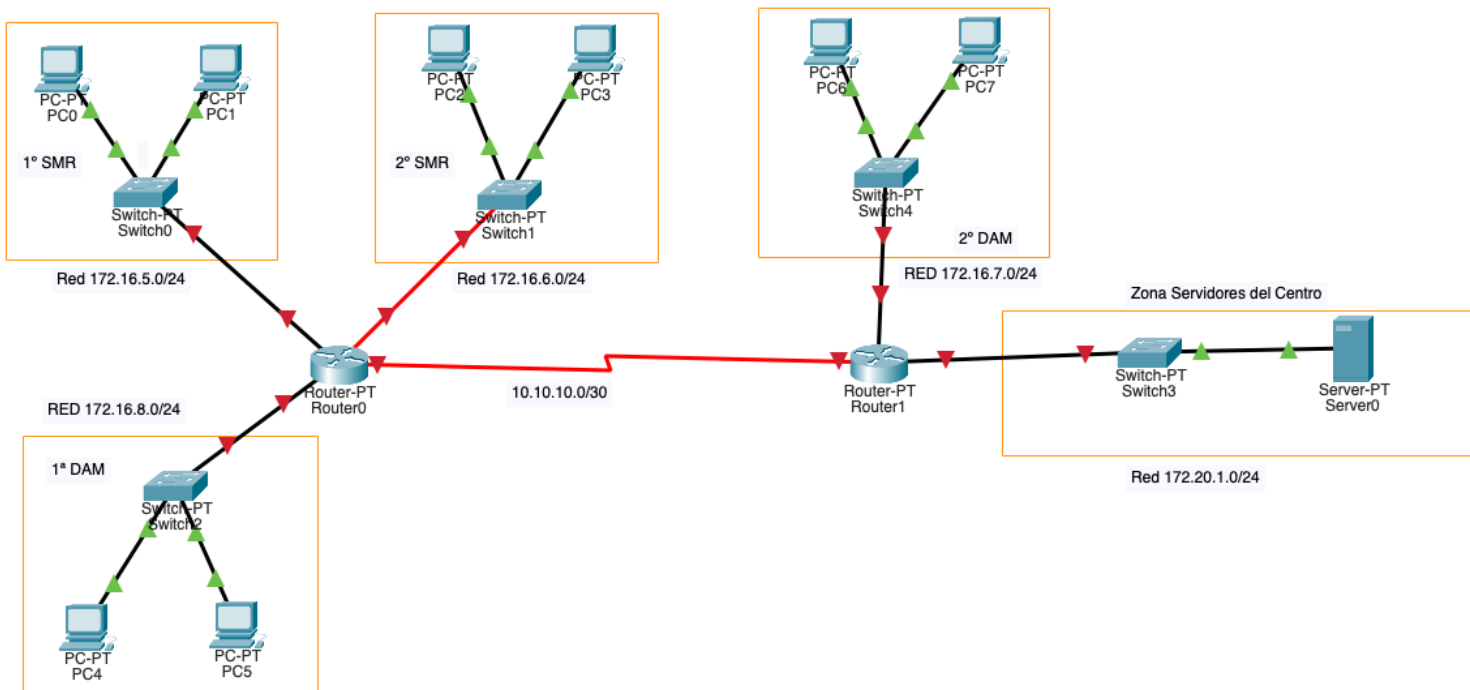 PC-PT
PC0
PC-PT
PC1
1º SMR
Switch-PT
Switch0
Red 172.16.5.0/24
PC-PT
PC2
PC-PT
PC3
2º SMR
Switch-PT
Switch1
Red 172.16.6.0/24
PC-PT
PC6
PC-PT
PC7
Switch-PT
Switch4
2º DAM
RED 172.16.7.0/24
Zona Servidores del Centro
Router-PT
Router0
10.10.10.0/30
Router-PT
Router1
Switch-PT
Switch3
Server-PT
Server0
Red 172.20.1.0/24
RED 172.16.8.0/24
1ª DAM
Switch-PT
Switch2
PC-PT
PC4
PC-PT
PC5